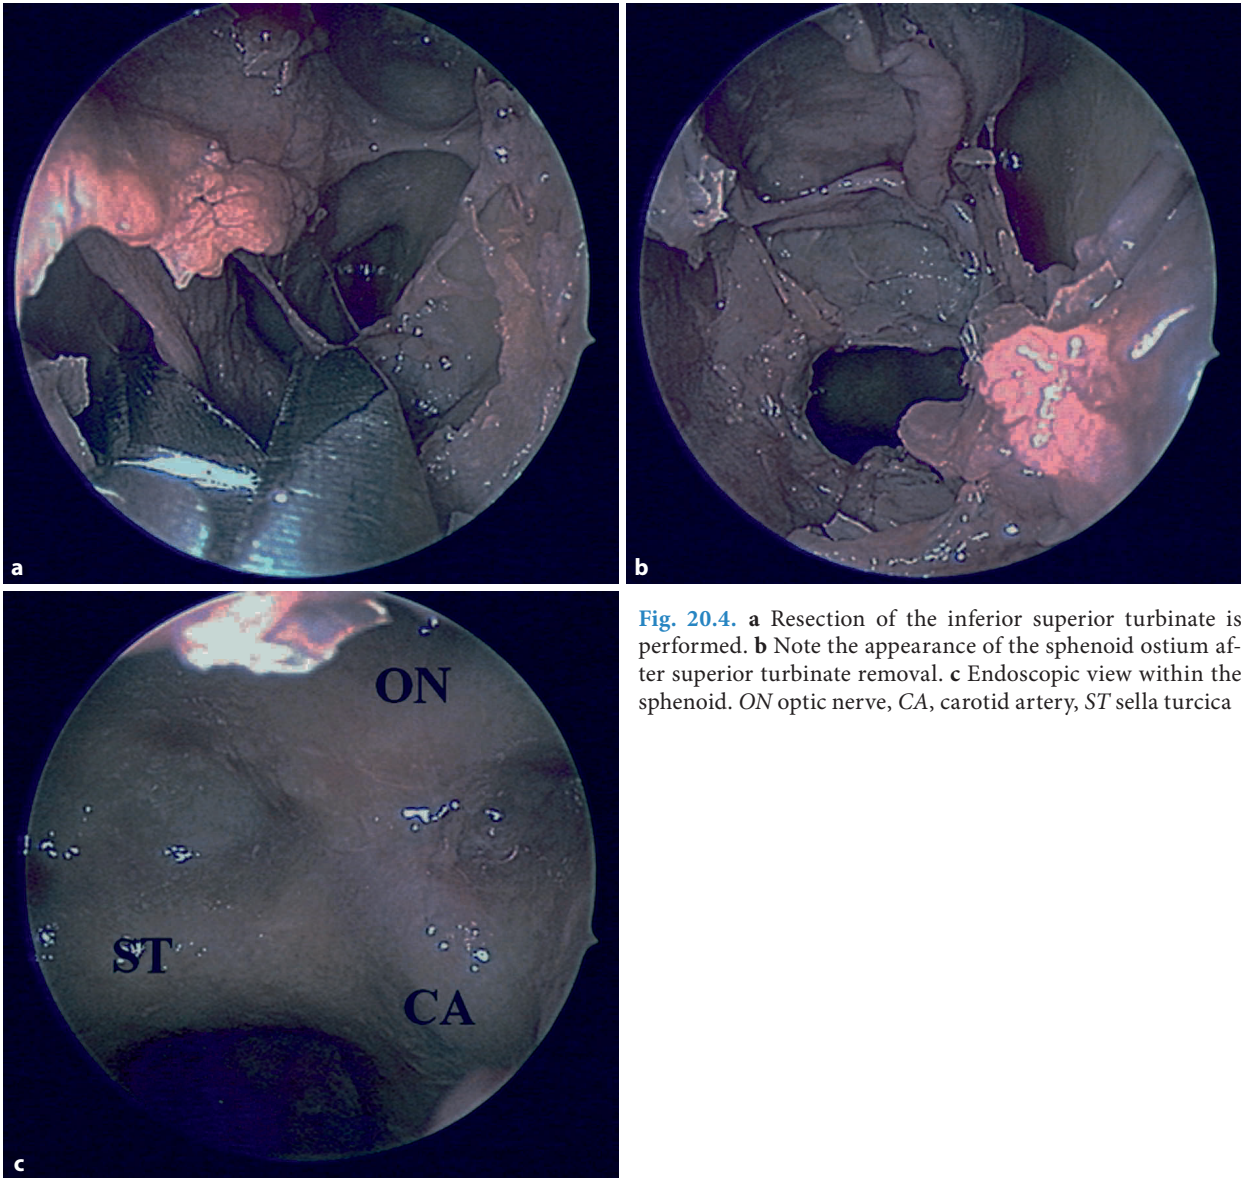 a
b
ON
ST
CA
c
Fig. 20.4. a Resection of the inferior superior turbinate is
performed. b Note the appearance of the sphenoid ostium af-
ter superior turbinate removal. c Endoscopic view within the
sphenoid. ON optic nerve, CA, carotid artery, ST sella turcica